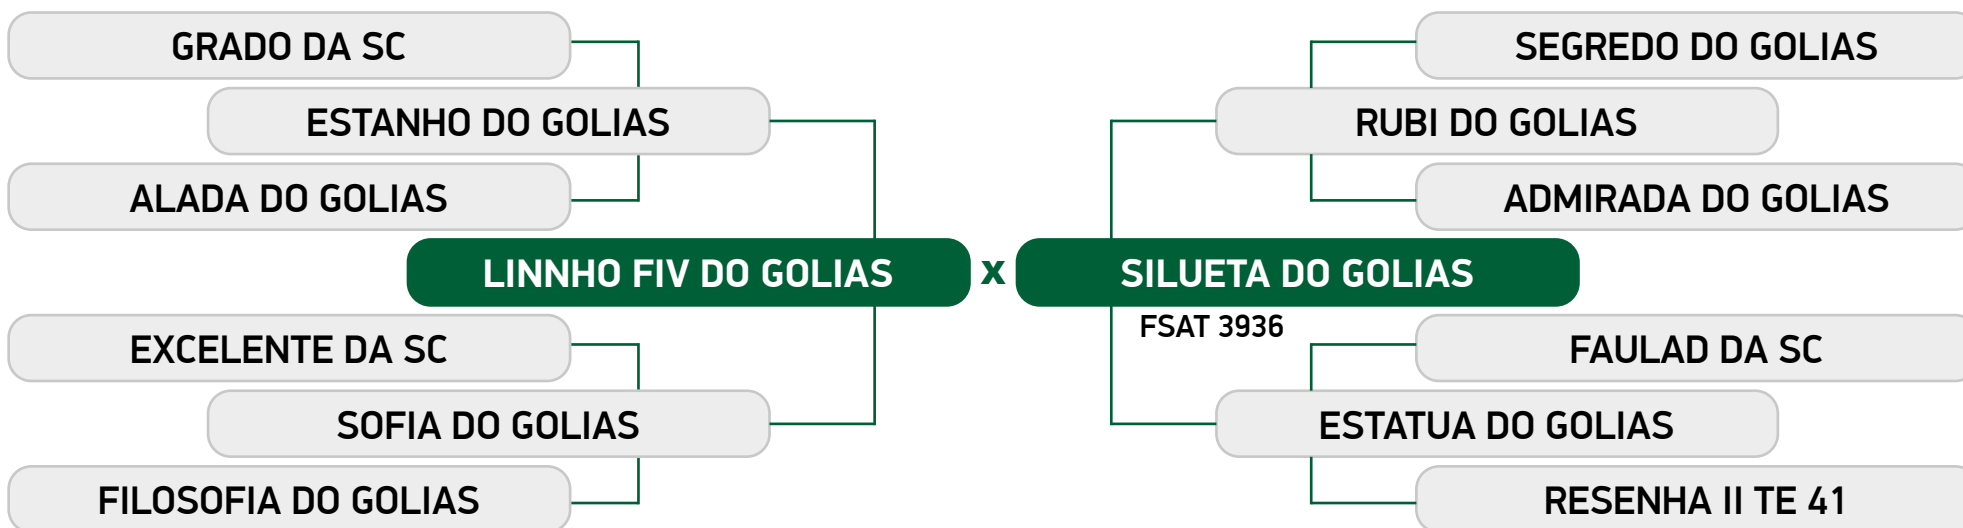 GRADO DA SC
ESTANHO DO GOLIAS
ALADA DO GOLIAS
LINNHO FIV DO GOLIAS
EXCELENTE DA SC
SOFIA DO GOLIAS
FILOSOFIA DO GOLIAS
x
SEGREDO DO GOLIAS
RUBI DO GOLIAS
ADMIRADA DO GOLIAS
SILUETA DO GOLIAS
FSAT 3936
FAULAD DA SC
ESTATUA DO GOLIAS
RESENHA II TE 41